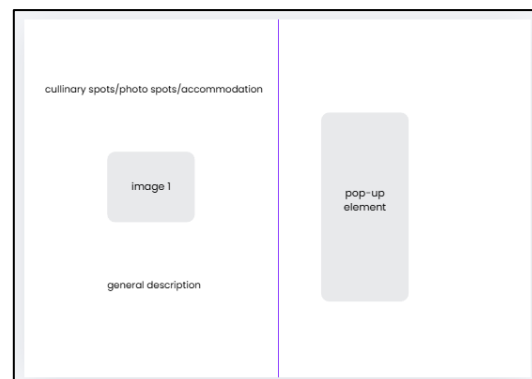 cullinary spots/photo spots/accommodation
image 1
general description
pop-up
element